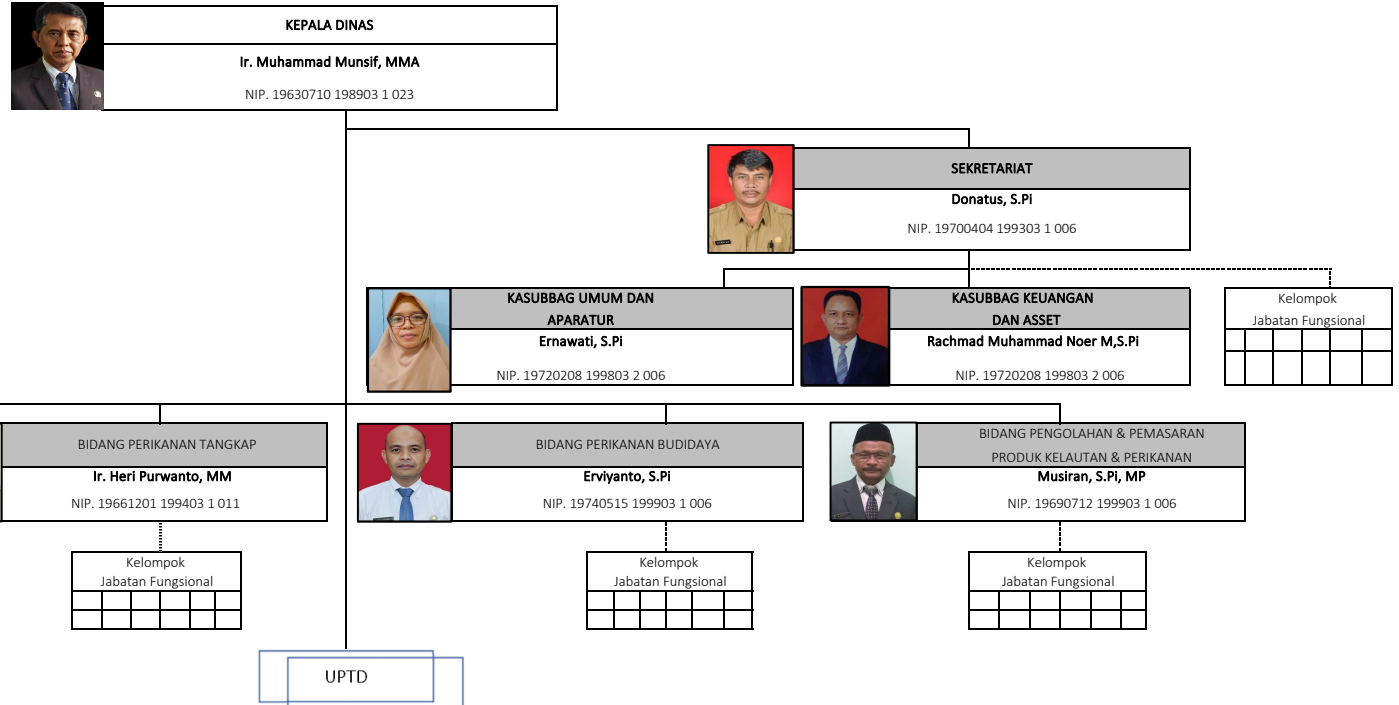 KEPALA DINAS
Ir. Muhammad Munsif, MMA
NIP. 19630710 198903 1 023
SEKRETARIAT
Donatus, S.Pi
NIP. 19700404 199303 1 006
KASUBBAG UMUM DAN
APARATUR
Ernawati, S.Pi
NIP. 19720208 199803 2 006
KASUBBAG KEUANGAN
DAN ASSET
Rachmad Muhammad Noer M,S.Pi
NIP. 19720208 199803 2 006
Kelompok
Jabatan Fungsional
BIDANG PERIKANAN TANGKAP
Ir. Heri Purwanto, MM
NIP. 19661201 199403 1 011
BIDANG PERIKANAN BUDIDAYA
Erviyanto, S.Pi
NIP. 19740515 199903 1 006
BIDANG PENGOLAHAN & PEMASARAN
PRODUK KELAUTAN & PERIKANAN
Musiran, S.Pi, MP
NIP. 19690712 199903 1 006
Kelompok
Jabatan Fungsional
Kelompok
Jabatan Fungsional
Kelompok
Jabatan Fungsional
UPTD